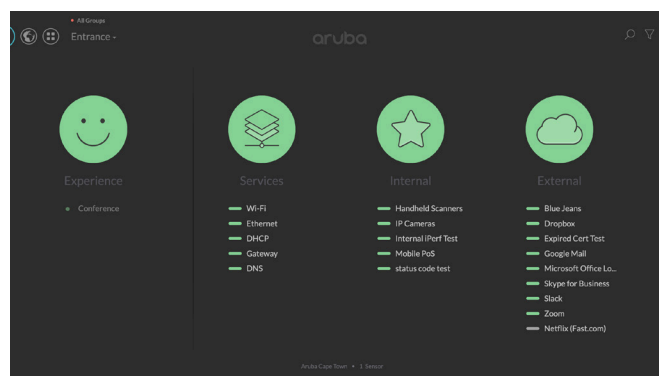 All Groups
Entrance
aruba
Experience
Conference
Services
Wi-Fi
Ethernet
DHCP
Gateway
DNS
Internal
Handheld Scanners
IP Cameras
Internal iPerf Test
Mobile PoS
status code test
External
Blue Jeans
Dropbox
Expired Cert Test
Google Mail
Microsoft Office Lo...
Skype for Business
Slack
Zoom
Netflix (Fast.com)
Aruba Cape Town • 1 Sensor